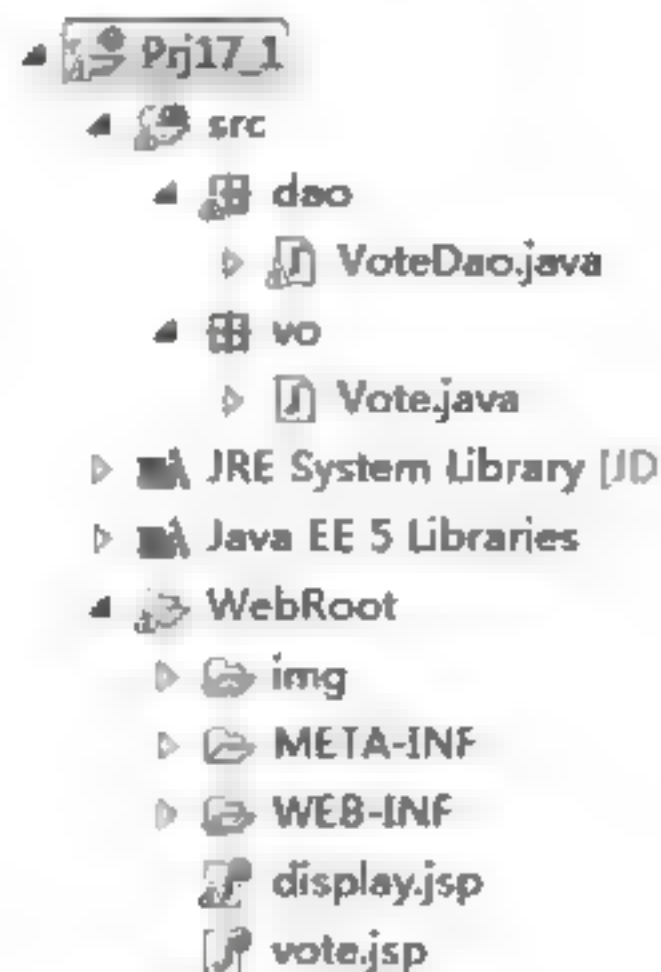 Prj17_1
src
dao
VoteDao.java
vo
Vote.java
JRE System Library [JD
Java EE 5 Libraries
WebRoot
img
META-INF
WEB-INF
display.jsp
vote.jsp